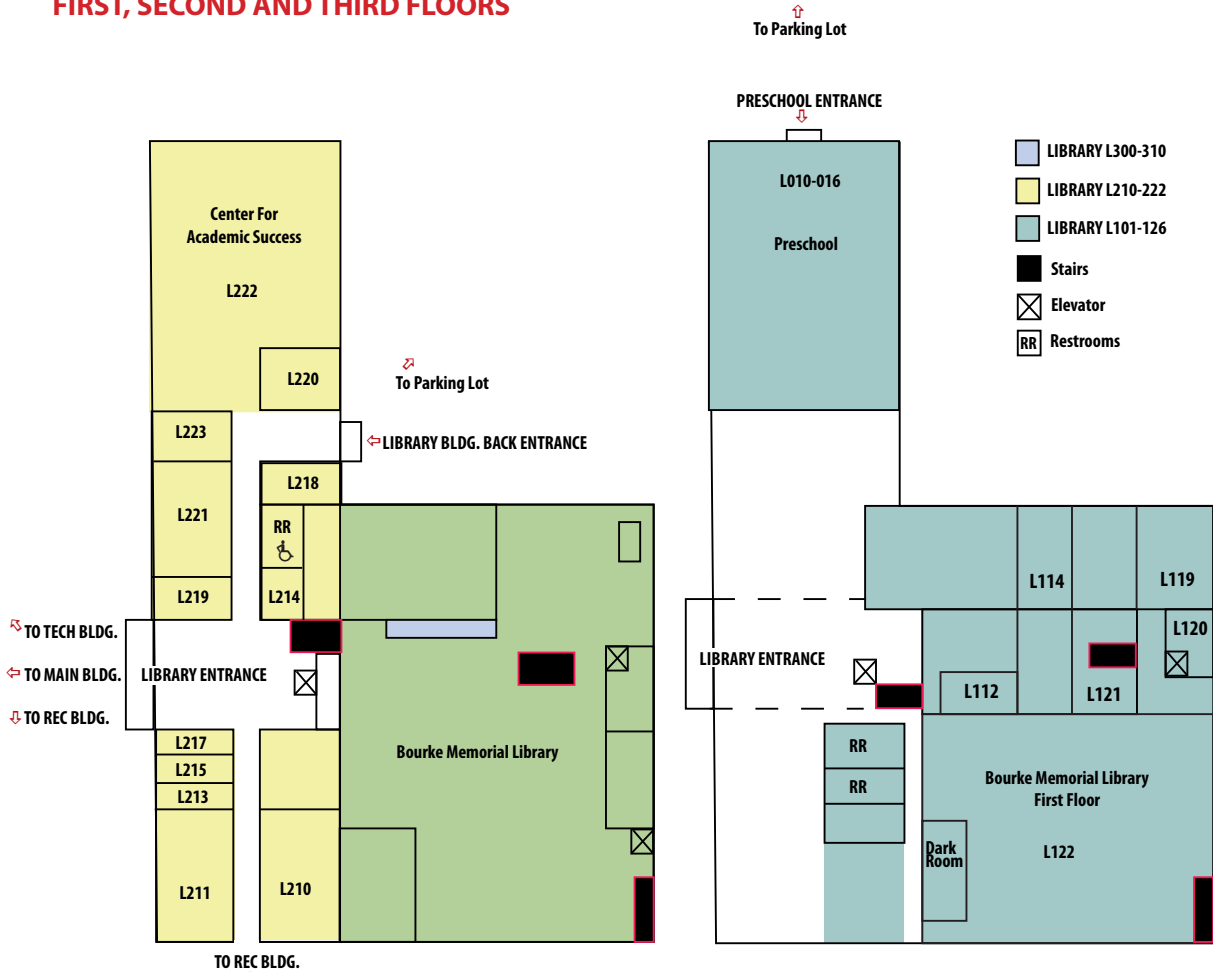 FIRST, SECOND AND THIRD FLOORS
To Parking Lot
PRESCHOOL ENTRANCE
LIBRARY L300-310
LIBRARY L210-222
LIBRARY L101-126
Stairs
Elevator
RR Restrooms
Center For
Academic Success
L222
L220
To Parking Lot
L223
LIBRARY BLDG. BACK ENTRANCE
L218
L221
RR
L219
L214
TO TECH BLDG.
TO MAIN BLDG.
LIBRARY ENTRANCE
TO REC BLDG.
L217
L215
L213
Bourke Memorial Library
L211
L210
TO REC BLDG.
L010-016
Preschool
L114
L119
L120
LIBRARY ENTRANCE
L112
L121
RR
RR
Bourke Memorial Library
First Floor
Dark
Room
L122